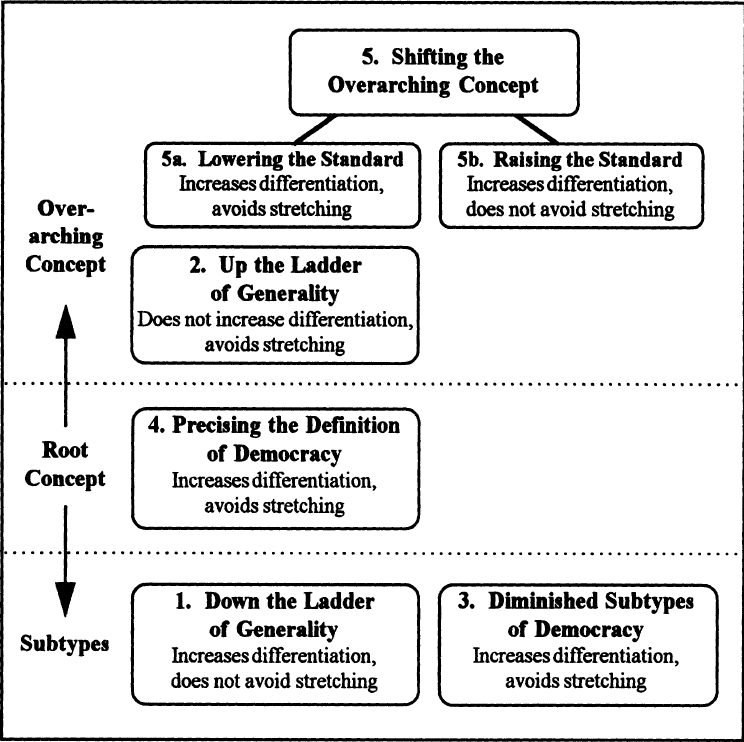 5. Shifting the
Overarching Concept
5a. Lowering the Standard
Increases differentiation,
avoids stretching
5b. Raising the Standard
Increases differentiation,
does not avoid stretching
Over-
arching
Concept
2. Up the Ladder
of Generality
Does not increase differentiation,
avoids stretching
Root
Concept
4. Precising the Definition
of Democracy
Increases differentiation,
avoids stretching
Subtypes
1. Down the Ladder
of Generality
Increases differentiation,
does not avoid stretching
3. Diminished Subtypes
of Democracy
Increases differentiation,
avoids stretching